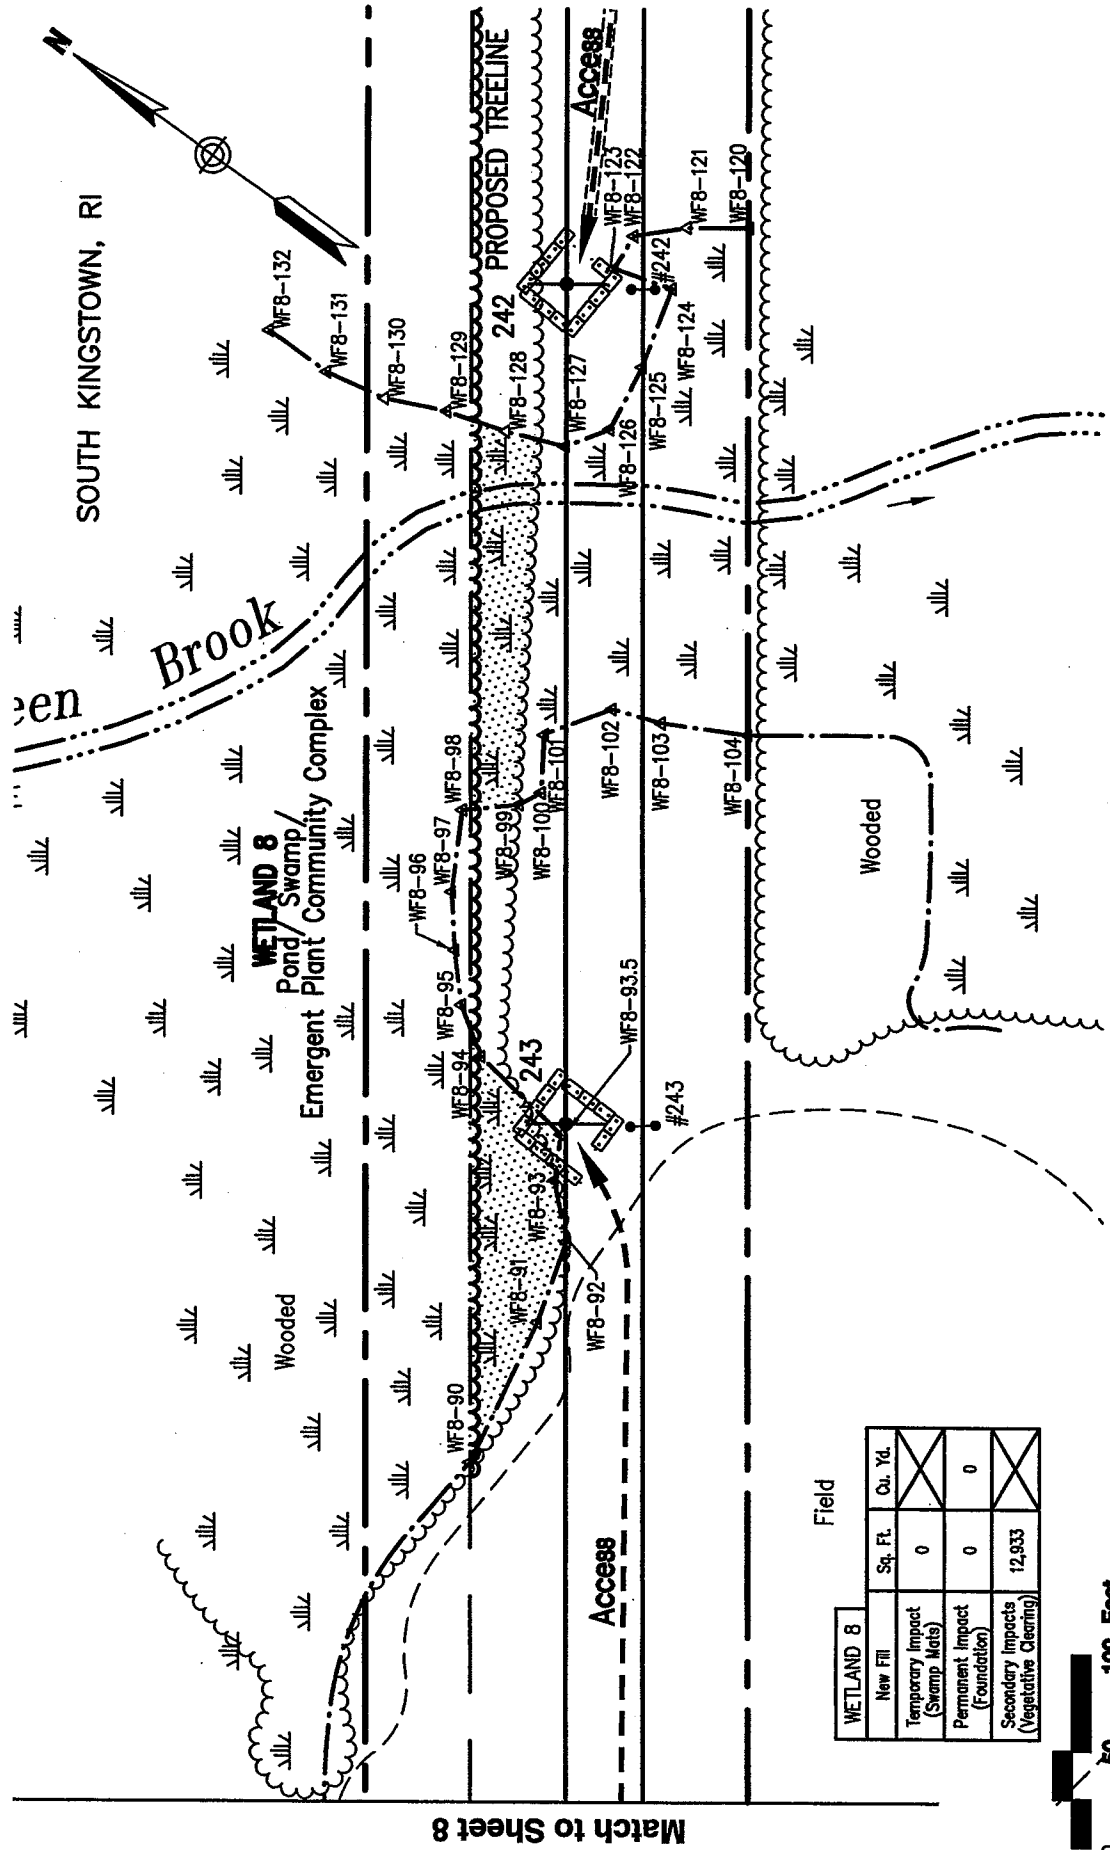 N
SOUTH KINGSTOWN, RI
PROPOSED TREELINE
Access
WF8-132
WF8-131
WF8-130
WF8-129
WF8-128
WF8-127
WF8-126
WF8-125
WF8-124
WF8-123
WF8-122
WF8-121
WF8-120
242
#242
een
Brook
WETLAND 8
Pond/ Swamp/
Emergent Plant Community Complex
WF8-98
WF8-97
WF8-96
WF8-95
WF8-94
WF8-99
WF8-100
WF8-101
WF8-102
WF8-103
WF8-104
Wooded
243
WF8-93.5
#243
WF8-93
WF8-92
WF8-91
WF8-90
Wooded
Access
Field
WETLAND 8
New Fill Sq. Ft. Cu. Yd.
Temporary Impact
(Swamp Mats) 0
Permanent Impact
(Foundation) 0 0
Secondary Impacts
(Vegetative Clearing) 12,933
50 100 Feet
Match to Sheet 8